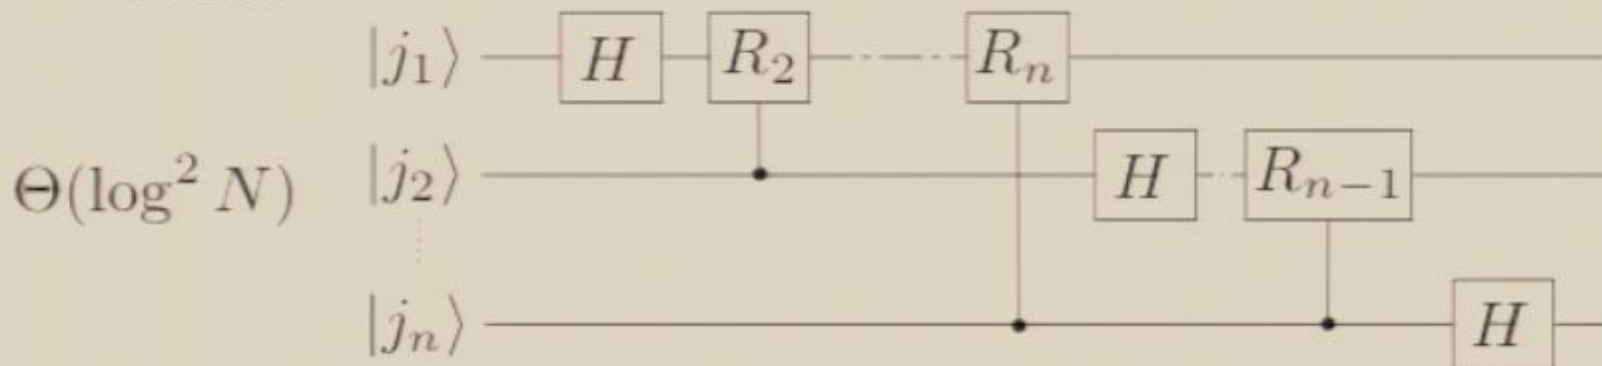 |j₁⟩ H R₂ Rₙ
Θ(log² N) |j₂⟩ H Rₙ₋₁
|jₙ⟩ H